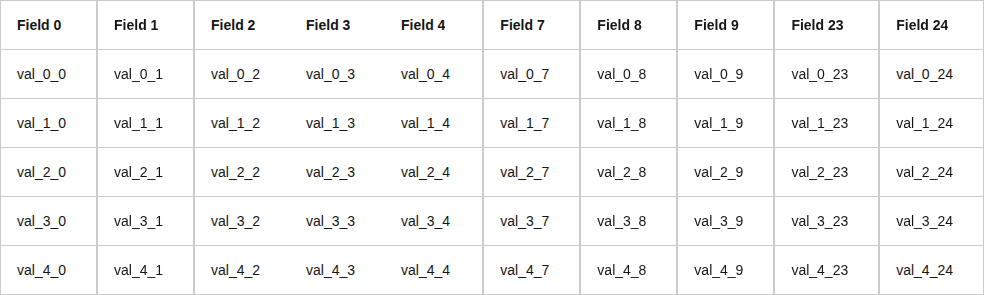 Field 0 Field 1 Field 2 Field 3 Field 4 Field 7 Field 8 Field 9 Field 23 Field 24
val_0_0 val_0_1 val_0_2 val_0_3 val_0_4 val_0_7 val_0_8 val_0_9 val_0_23 val_0_24
val_1_0 val_1_1 val_1_2 val_1_3 val_1_4 val_1_7 val_1_8 val_1_9 val_1_23 val_1_24
val_2_0 val_2_1 val_2_2 val_2_3 val_2_4 val_2_7 val_2_8 val_2_9 val_2_23 val_2_24
val_3_0 val_3_1 val_3_2 val_3_3 val_3_4 val_3_7 val_3_8 val_3_9 val_3_23 val_3_24
val_4_0 val_4_1 val_4_2 val_4_3 val_4_4 val_4_7 val_4_8 val_4_9 val_4_23 val_4_24